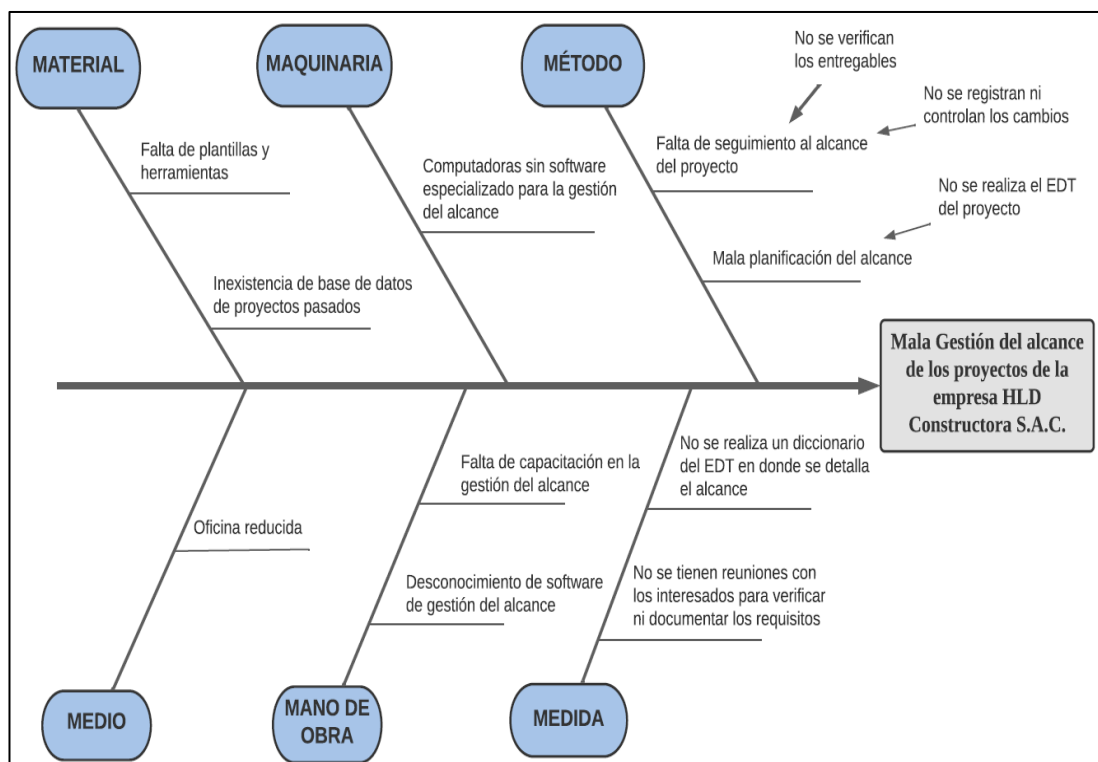 MATERIAL
MAQUINARIA
MÉTODO
No se verifican
los entregables
No se registran ni
controlan los cambios
Falta de plantillas y
herramientas
Computadoras sin software
especializado para la gestión
del alcance
Falta de seguimiento al alcance
del proyecto
No se realiza el EDT
del proyecto
Mala planificación del alcance
Inexistencia de base de datos
de proyectos pasados
Mala Gestión del alcance
de los proyectos de la
empresa HLD
Constructora S.A.C.
Oficina reducida
Falta de capacitación en la
gestión del alcance
Desconocimiento de software
de gestión del alcance
No se realiza un diccionario
del EDT en donde se detalla
el alcance
No se tienen reuniones con
los interesados para verificar
ni documentar los requisitos
MEDIO
MANO DE
OBRA
MEDIDA